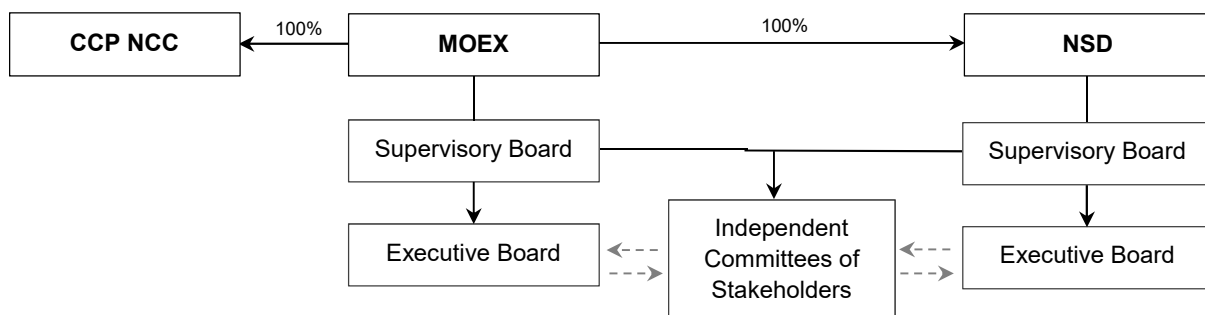 100%
100%
CCP NCC
MOEX
NSD
Supervisory Board
Supervisory Board
Independent
Committees of
Stakeholders
Executive Board
Executive Board